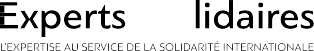 Experts lidaires
L'EXPERTISE AU SERVICE DE LA SOLIDARITÉ INTERNATIONALE